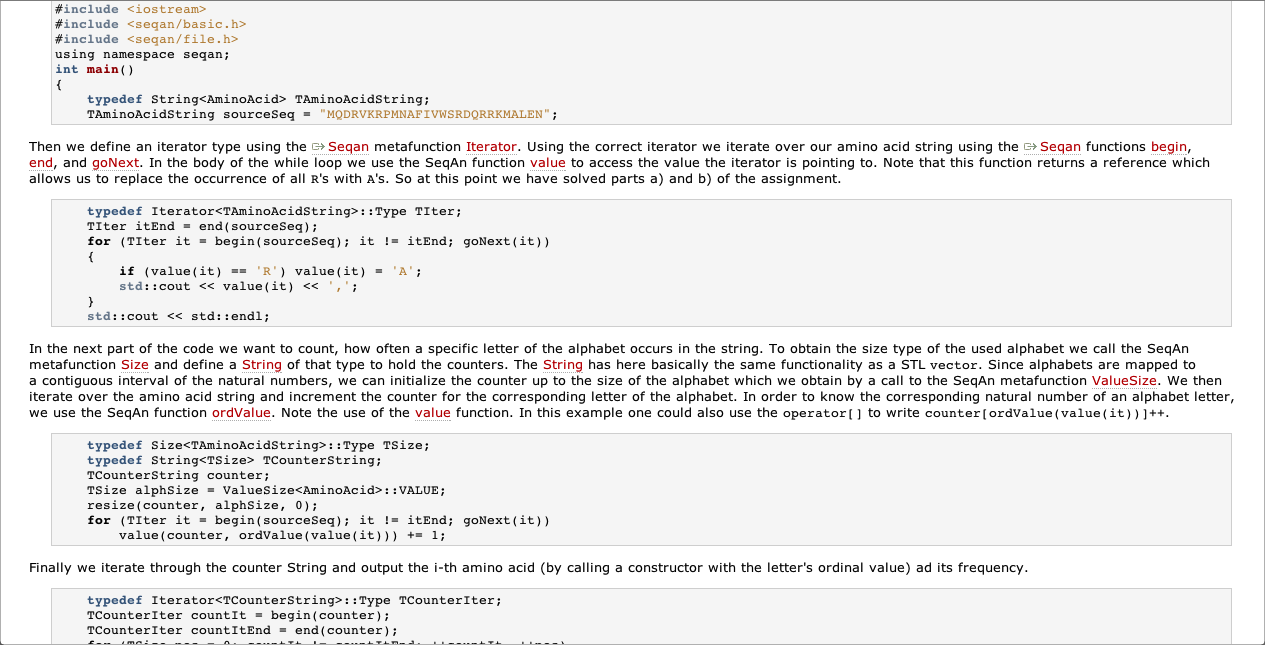 #include <iostream>
#include <seqan/basic.h>
#include <seqan/file.h>
using namespace seqan;
int main()
{
    typedef String<AminoAcid> TAminoAcidString;
    TAminoAcidString sourceSeq = "MQDRVKRPMNAFIVWSRDQRRKMALEN";
Then we define an iterator type using the Seqan metafunction Iterator. Using the correct iterator we iterate over our amino acid string using the Seqan functions begin,
end, and goNext. In the body of the while loop we use the SeqAn function value to access the value the iterator is pointing to. Note that this function returns a reference which
allows us to replace the occurrence of all R's with A's. So at this point we have solved parts a) and b) of the assignment.
    typedef Iterator<TAminoAcidString>::Type TIter;
    TIter itEnd = end(sourceSeq);
    for (TIter it = begin(sourceSeq); it != itEnd; goNext(it))
    {
        if (value(it) == 'R') value(it) = 'A';
        std::cout << value(it) << ',';
    }
    std::cout << std::endl;
In the next part of the code we want to count, how often a specific letter of the alphabet occurs in the string. To obtain the size type of the used alphabet we call the SeqAn
metafunction Size and define a String of that type to hold the counters. The String has here basically the same functionality as a STL vector. Since alphabets are mapped to
a contiguous interval of the natural numbers, we can initialize the counter up to the size of the alphabet which we obtain by a call to the SeqAn metafunction ValueSize. We then
iterate over the amino acid string and increment the counter for the corresponding letter of the alphabet. In order to know the corresponding natural number of an alphabet letter,
we use the SeqAn function ordValue. Note the use of the value function. In this example one could also use the operator[] to write counter[ordValue(value(it))]++.
    typedef Size<TAminoAcidString>::Type TSize;
    typedef String<TSize> TCounterString;
    TCounterString counter;
    TSize alphSize = ValueSize<AminoAcid>::VALUE;
    resize(counter, alphSize, 0);
    for (TIter it = begin(sourceSeq); it != itEnd; goNext(it))
        value(counter, ordValue(value(it))) += 1;
Finally we iterate through the counter String and output the i-th amino acid (by calling a constructor with the letter's ordinal value) ad its frequency.
    typedef Iterator<TCounterString>::Type TCounterIter;
    TCounterIter countIt = begin(counter);
    TCounterIter countItEnd = end(counter);